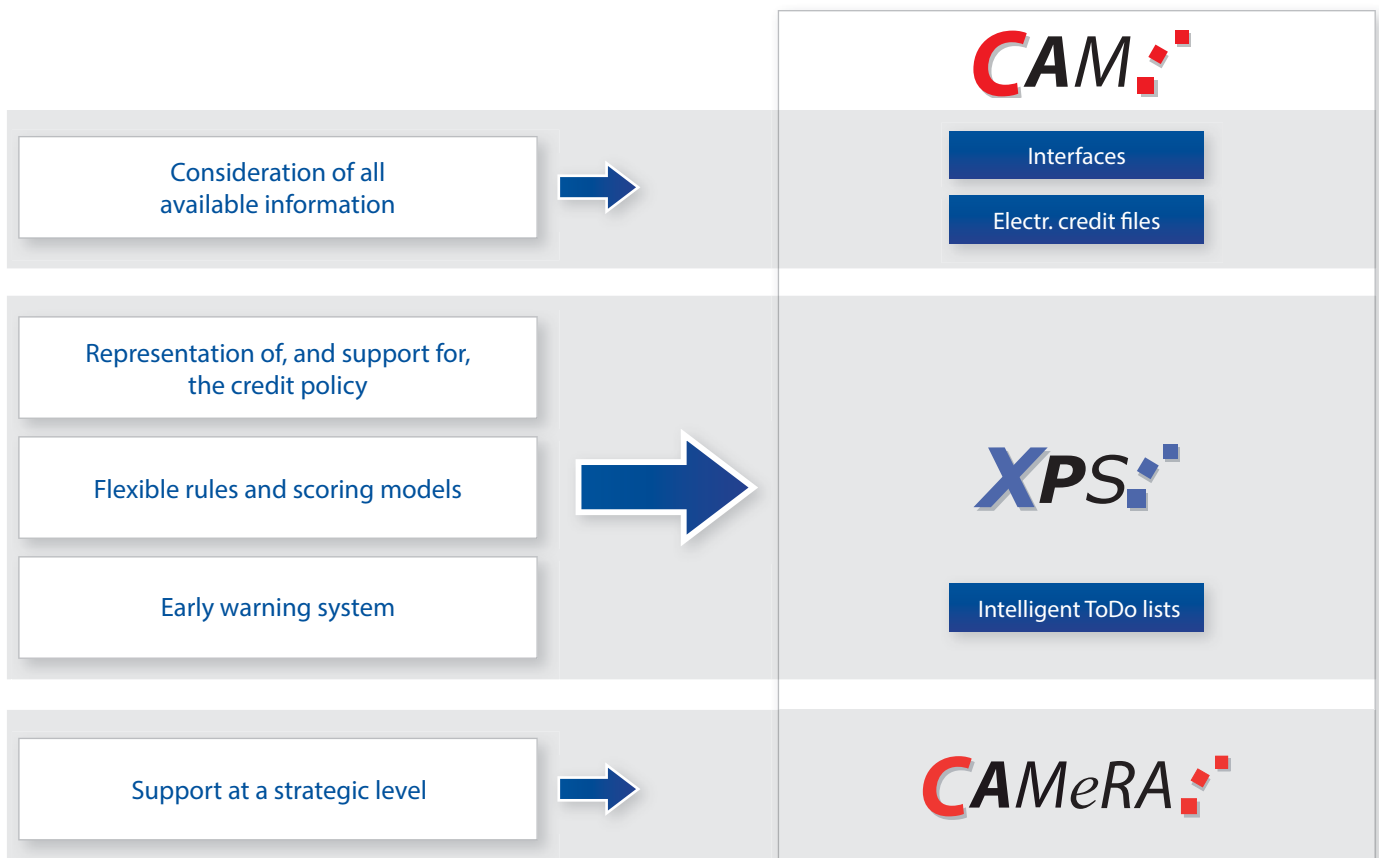 CAM
Consideration of all
available information
Interfaces
Electr. credit files
Representation of, and support for,
the credit policy
Flexible rules and scoring models
Early warning system
XPS
Intelligent ToDo lists
Support at a strategic level
CAMeRA